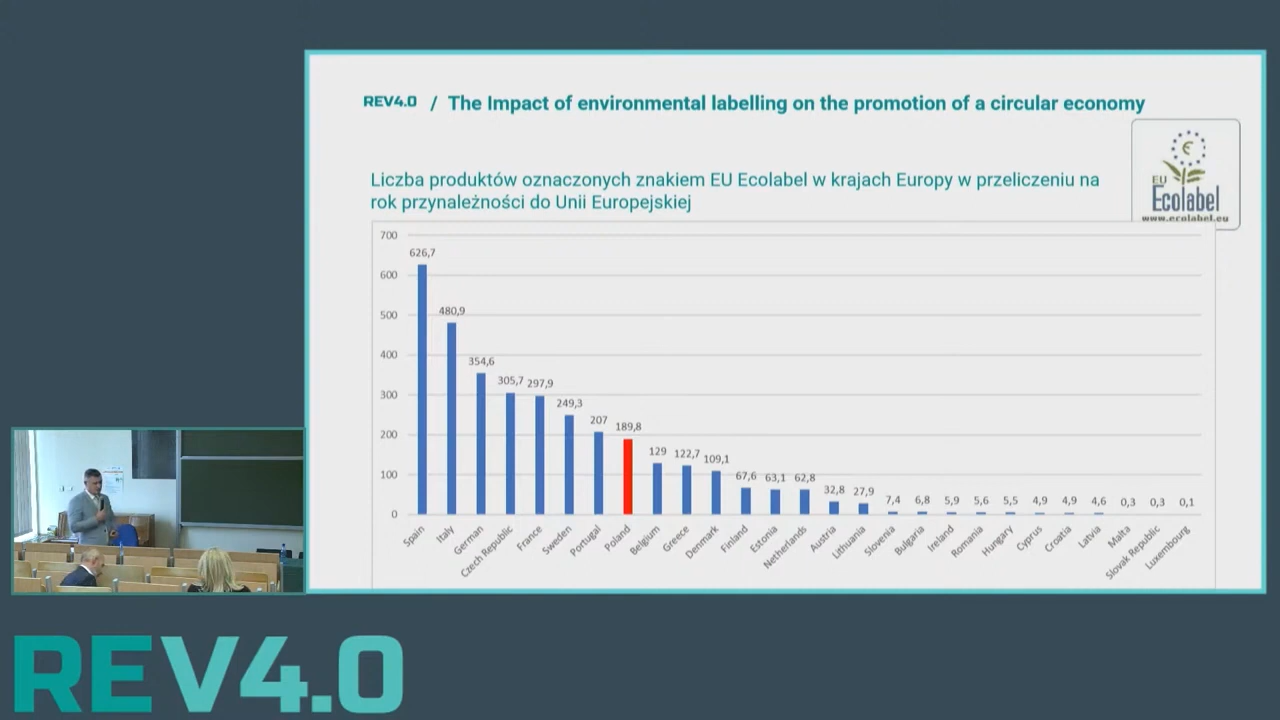 REV4.0 / The Impact of environmental labelling on the promotion of a circular economy
EU
Ecolabel
www.ecolabel.eu
Liczba produktów oznaczonych znakiem EU Ecolabel w krajach Europy w przeliczeniu na
rok przynależności do Unii Europejskiej
700
600
500
400
300
200
100
0
626,7
480,9
354,6
305,7
297,9
249,3
207
189,8
129
122,7
109,1
67,6
63,1
62,8
32,8
27,9
7,4
6,8
5,9
5,6
5,5
4,9
4,9
4,6
0,3
0,3
0,1
Spain
Italy
German
Czech Republic
France
Sweden
Portugal
Poland
Belgium
Greece
Denmark
Finland
Estonia
Netherlands
Austria
Lithuania
Slovenia
Bulgaria
Ireland
Romania
Hungary
Cyprus
Croatia
Latvia
Malta
Slovak Republic
Luxembourg
REV4.0